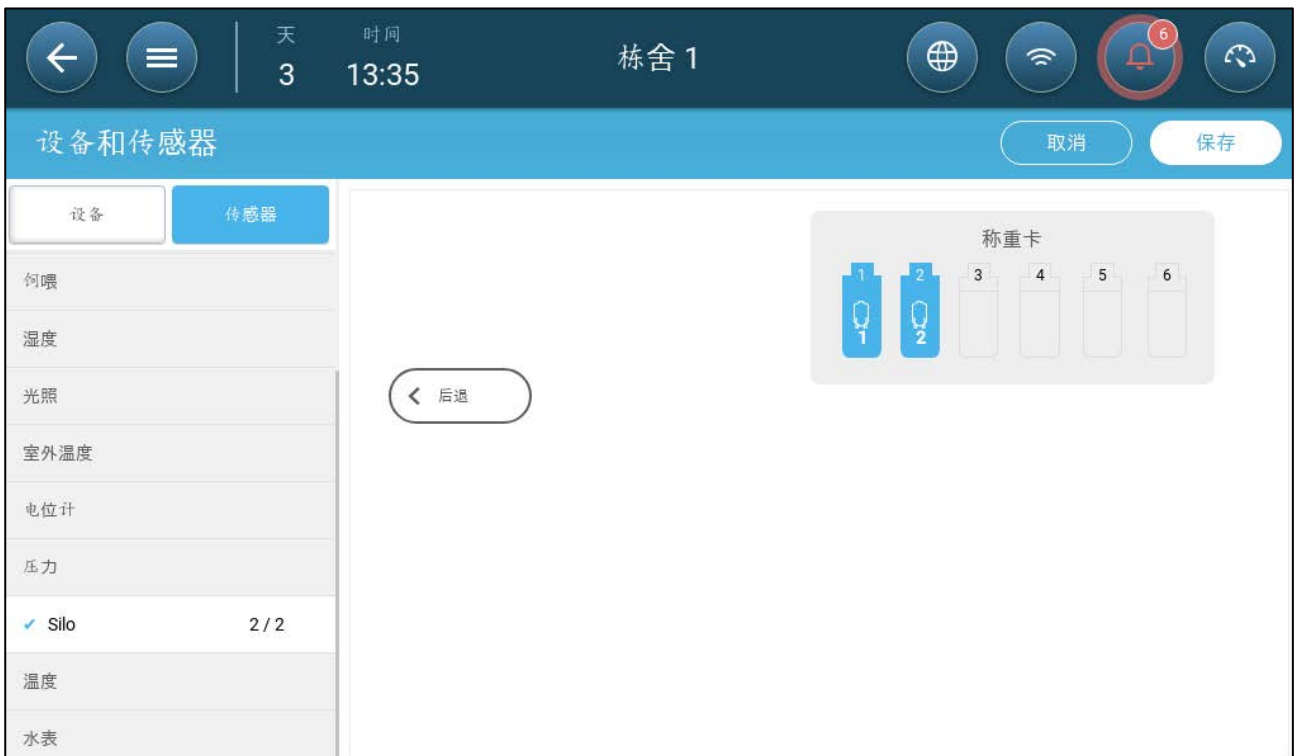 天 时间
3 13:35
栋舍 1
6
设备和传感器
取消
保存
设备
传感器
饲喂
湿度
光照
室外温度
电位计
压力
Silo 2 / 2
温度
水表
称重卡
1 2 3 4 5 6
1 2
后退